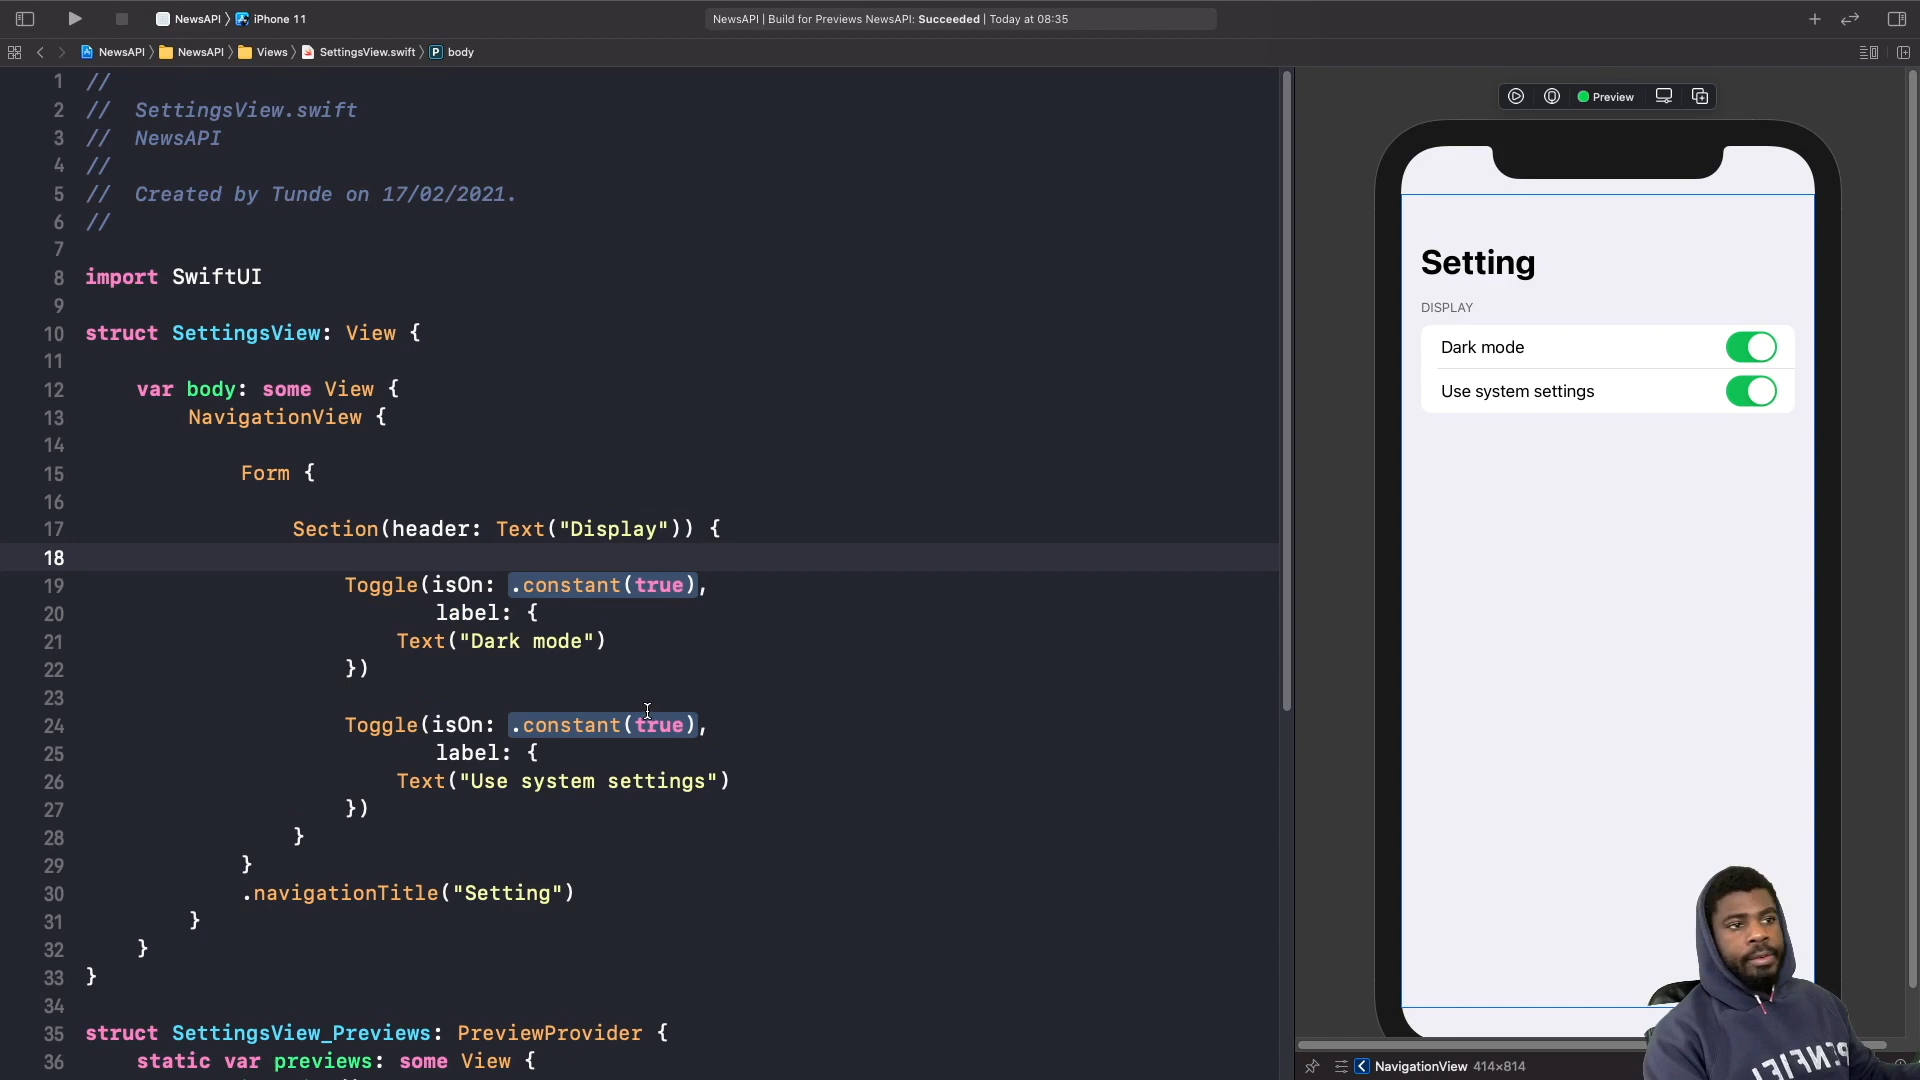 NewsAPI 〉 iPhone 11
NewsAPI | Build for Previews NewsAPI: Succeeded | Today at 08:35
NewsAPI 〉 NewsAPI 〉 Views 〉 SettingsView.swift 〉 P body
1 //
2 //  SettingsView.swift
3 //  NewsAPI
4 //
5 //  Created by Tunde on 17/02/2021.
6 //
7
8 import SwiftUI
9
10 struct SettingsView: View {
11
12     var body: some View {
13         NavigationView {
14
15             Form {
16
17                 Section(header: Text("Display")) {
18
19                     Toggle(isOn: .constant(true),
20                            label: {
21                         Text("Dark mode")
22                     })
23
24                     Toggle(isOn: .constant(true),
25                            label: {
26                         Text("Use system settings")
27                     })
28                 }
29             }
30             .navigationTitle("Setting")
31         }
32     }
33 }
34
35 struct SettingsView_Previews: PreviewProvider {
36     static var previews: some View {
Preview
Setting
DISPLAY
Dark mode
Use system settings
NavigationView 414×814